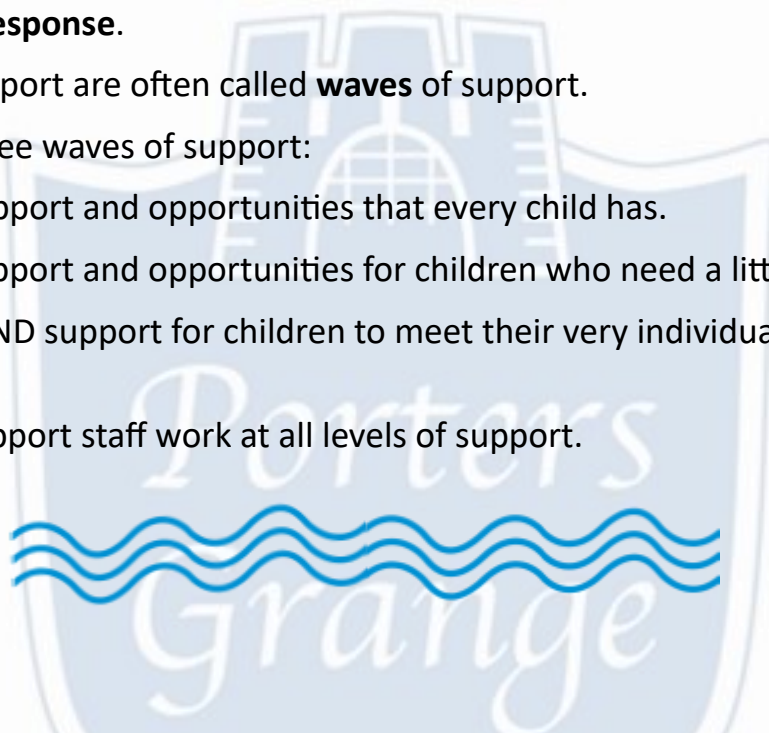 esponse.
pport are often called waves of support.
ee waves of support:
pport and opportunities that every child has.
pport and opportunities for children who need a litt
ND support for children to meet their very individua
pport staff work at all levels of support.
Porters
Grange